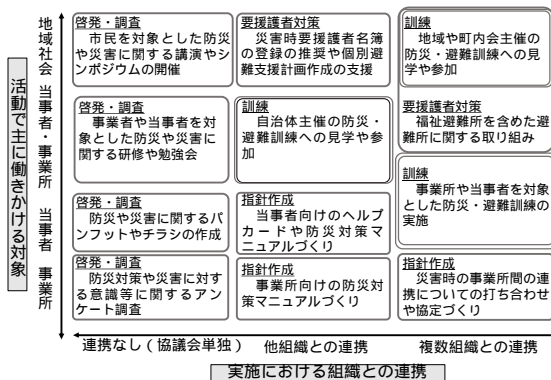 活動で主に働きかける対象
地域社会
当事者・事業所
当事者
事業所
啓発・調査
市民を対象とした防災
や災害に関する講演やシ
ンポジウムの開催
要援護者対策
災害時要援護者名簿
の登録の推奨や個別避
難支援計画作成の支援
訓練
地域や町内会主催の
防災・避難訓練への見
学や参加
啓発・調査
事業者や当事者を対
象とした防災や災害に
関する研修や勉強会
訓練
自治体主催の防災・
避難訓練への見学や参
加
要援護者対策
福祉避難所を含めた避
難所に関する取り組み
訓練
事業所や当事者を対象
とした防災・避難訓練の
実施
啓発・調査
防災や災害に関するパ
ンフットやチラシの作成
指針作成
当事者向けのヘルプ
カードや防災対策マ
ニュアルづくり
啓発・調査
防災対策や災害に対す
る意識等に関するアン
ケート調査
指針作成
事業所向けの防災対
策マニュアルづくり
指針作成
災害時の事業所間の連
携についての打ち合わせ
や協定づくり
連携なし(協議会単独)
他組織との連携
複数組織との連携
実施における組織との連携